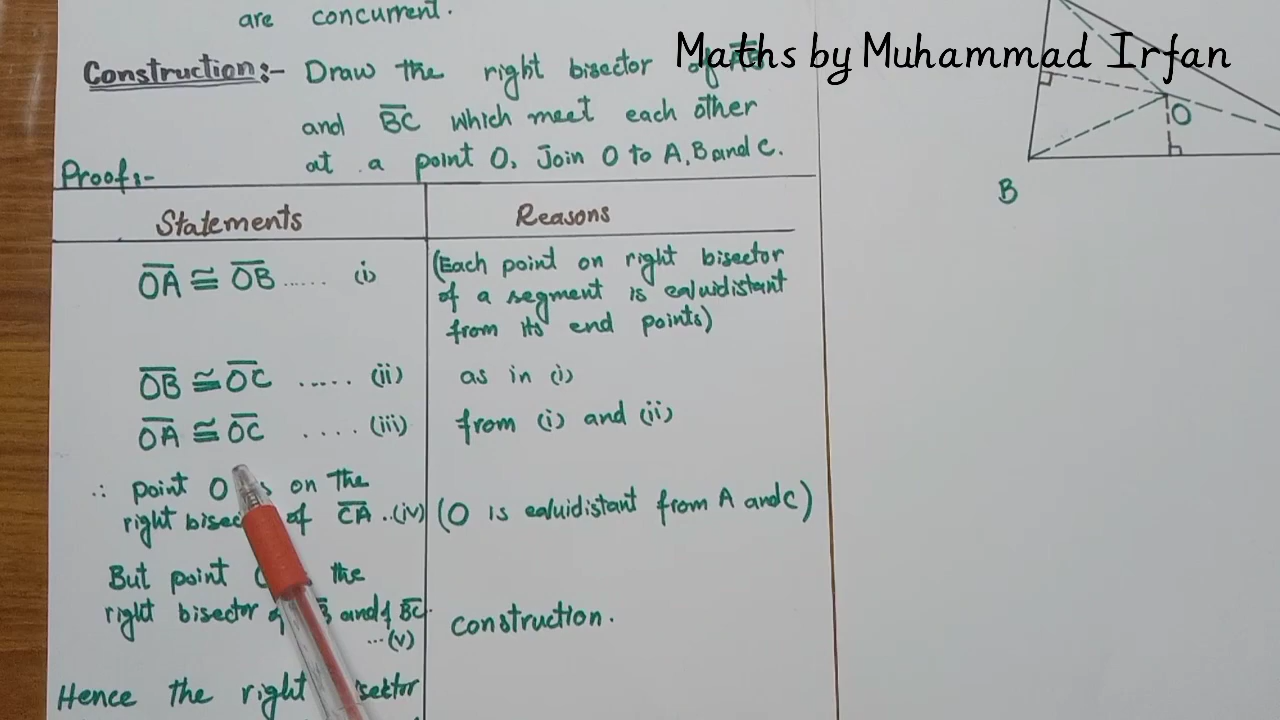 are concurrent.
Maths by Muhammad Irfan
Construction:- Draw the right bisector of
and BC which meet each other
at a point O. Join O to A, B and C.
Proof:-
O
B
Statements
Reasons
OA ≅ OB ...... (i)
(Each point on right bisector
of a segment is eqluidistant
from its end points)
OB ≅ OC ..... (ii)
as in (i)
OA ≅ OC .... (iii)
from (i) and (ii)
∴ point O on the
right of CA ..(iv)
(O is eqluidistant from A and C)
But point the
right bisector and of BC.
...(v)
construction.
Hence the right